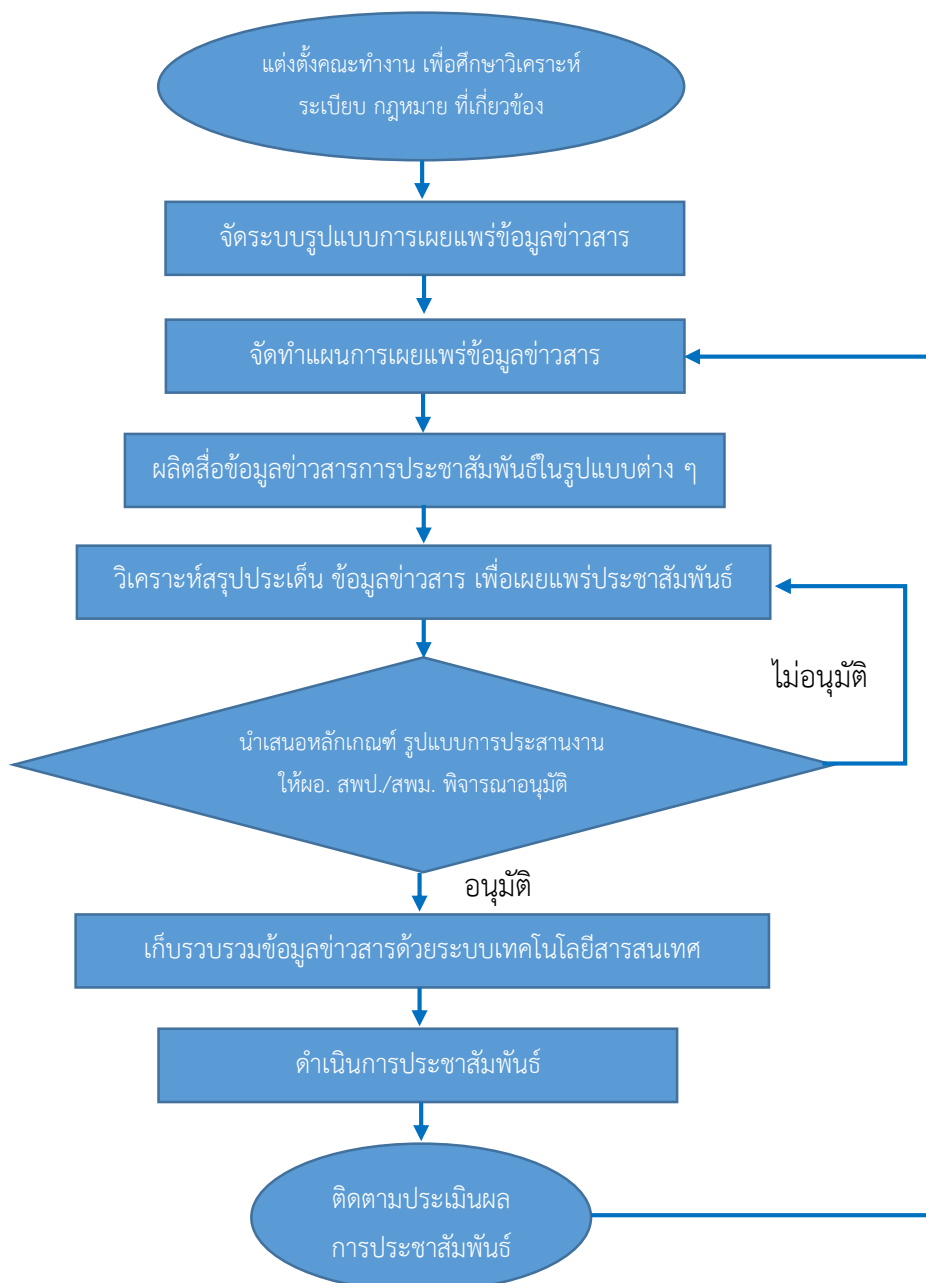 แต่งตั้งคณะทำงาน เพื่อศึกษาวิเคราะห์
ระเบียบ กฎหมาย ที่เกี่ยวข้อง
จัดระบบรูปแบบการเผยแพร่ข้อมูลข่าวสาร
จัดทำแผนการเผยแพร่ข้อมูลข่าวสาร
ผลิตสื่อข้อมูลข่าวสารการประชาสัมพันธ์ในรูปแบบต่าง ๆ
วิเคราะห์สรุปประเด็น ข้อมูลข่าวสาร เพื่อเผยแพร่ประชาสัมพันธ์
ไม่อนุมัติ
นำเสนอหลักเกณฑ์ รูปแบบการประสานงาน
ให้ผอ. สพป./สพม. พิจารณาอนุมัติ
อนุมัติ
เก็บรวบรวมข้อมูลข่าวสารด้วยระบบเทคโนโลยีสารสนเทศ
ดำเนินการประชาสัมพันธ์
ติดตามประเมินผล
การประชาสัมพันธ์